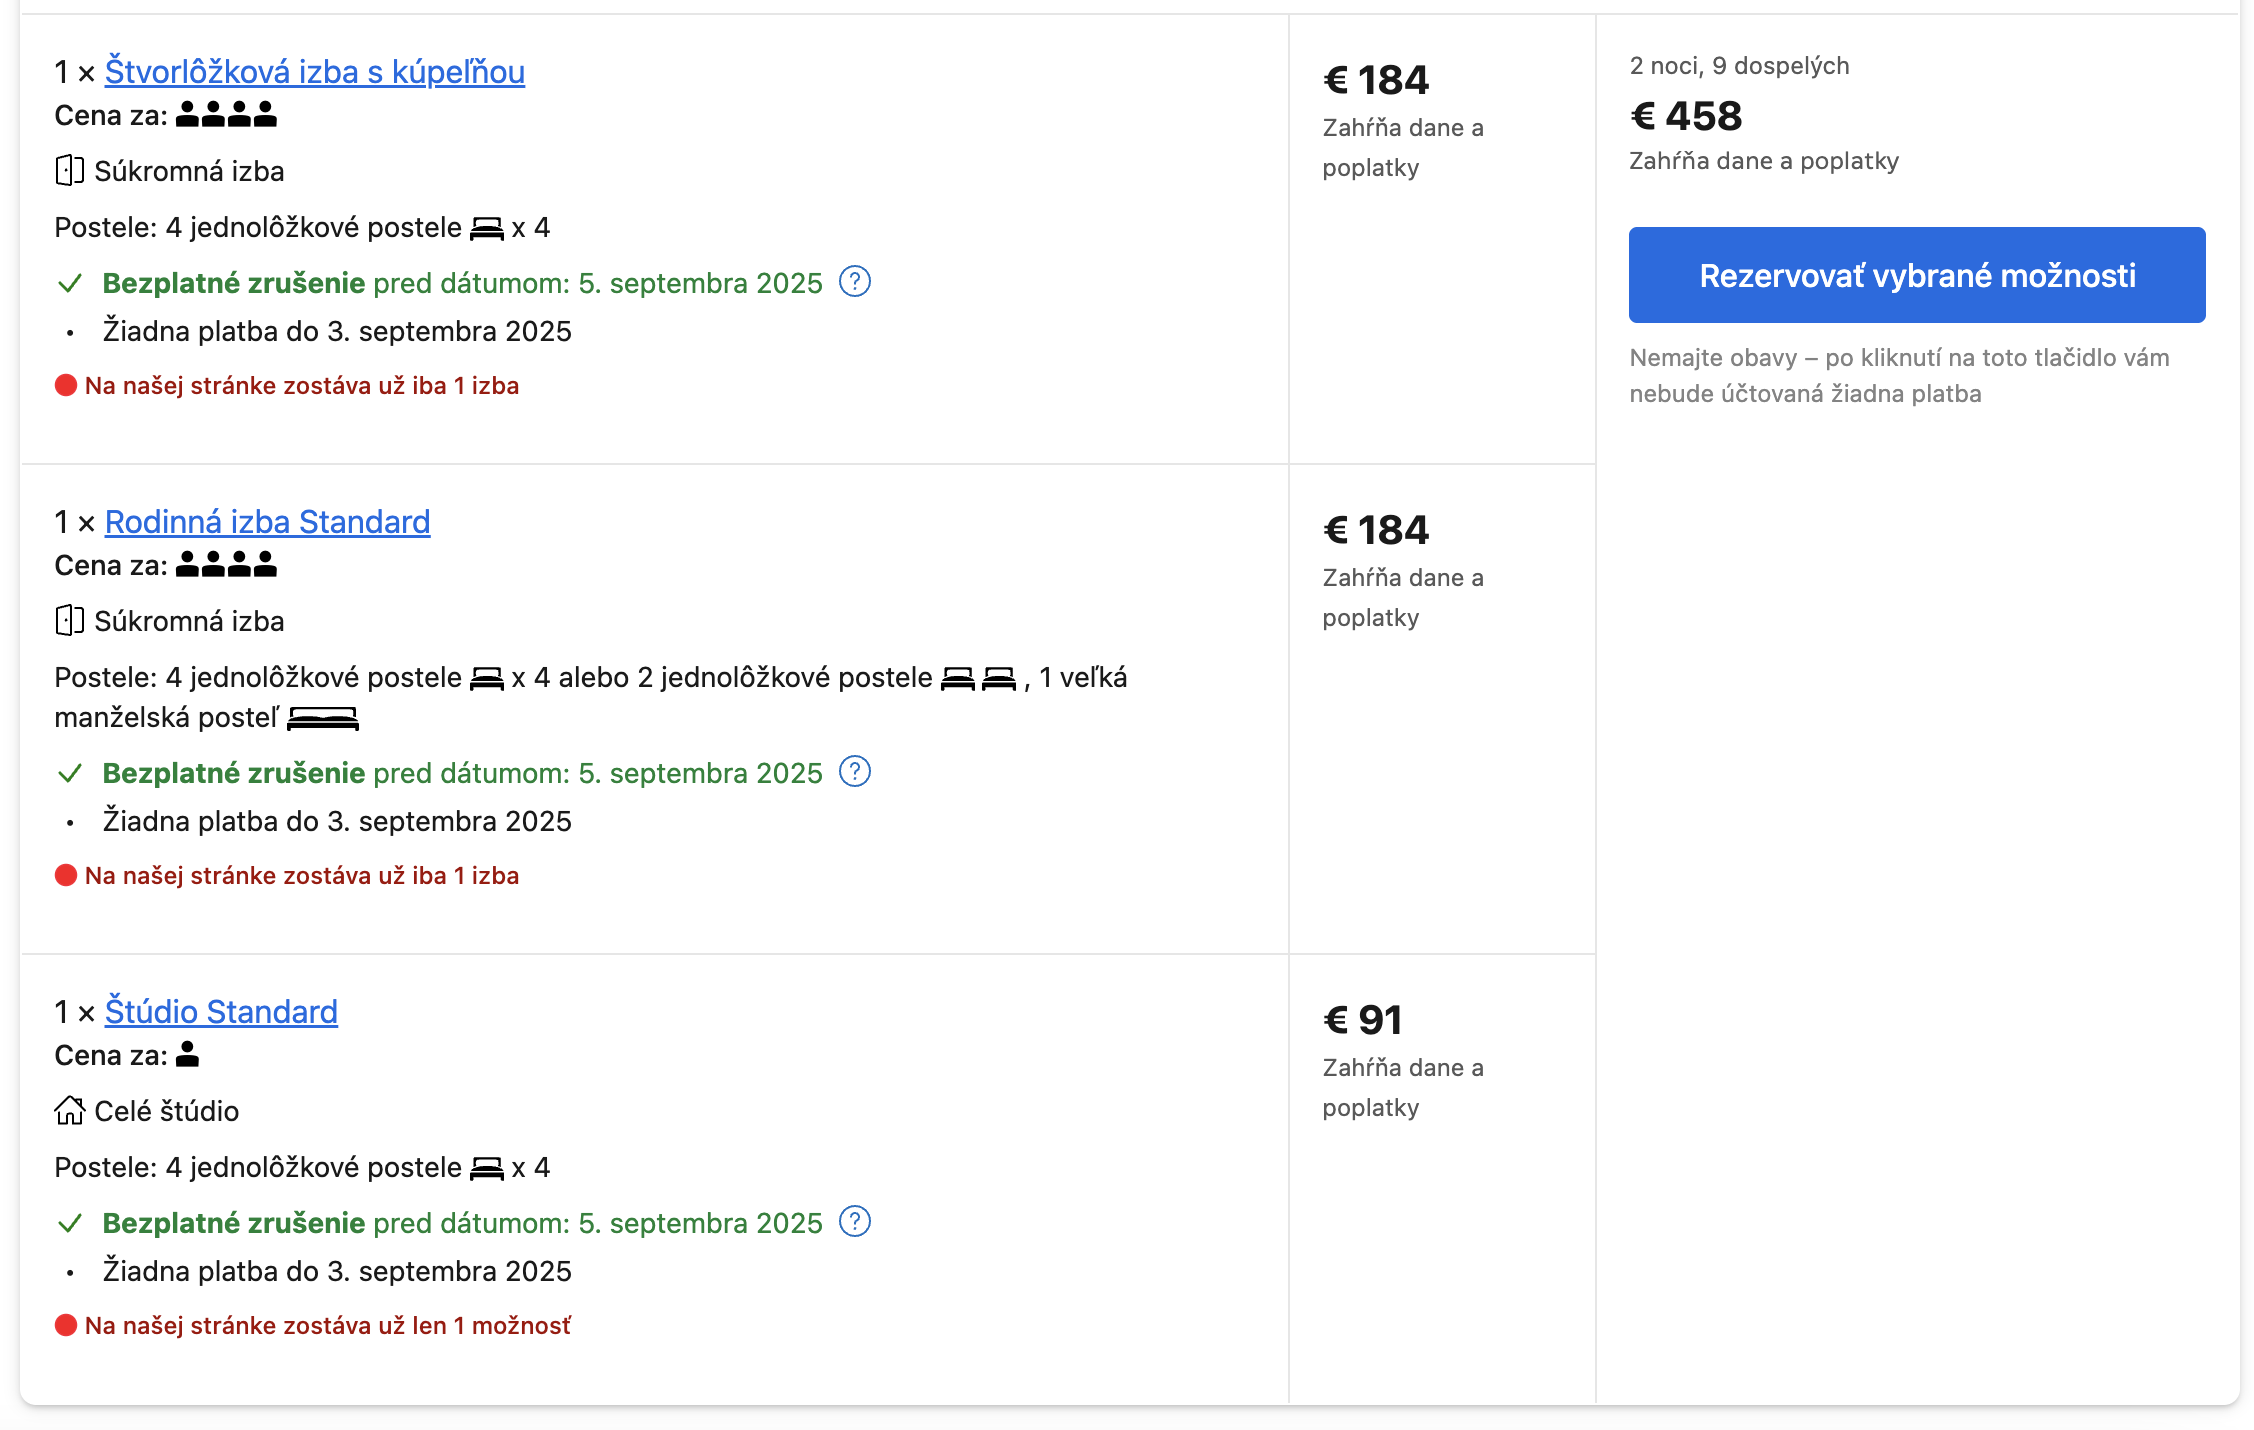 1 × Štvorlôžková izba s kúpeľňou
Cena za:
Súkromná izba
Postele: 4 jednolôžkové postele x 4
Bezplatné zrušenie pred dátumom: 5. septembra 2025 ?
• Žiadna platba do 3. septembra 2025
Na našej stránke zostáva už iba 1 izba
€ 184
Zahŕňa dane a
poplatky
2 noci, 9 dospelých
€ 458
Zahŕňa dane a poplatky
Rezervovať vybrané možnosti
Nemajte obavy – po kliknutí na toto tlačidlo vám
nebude účtovaná žiadna platba
1 × Rodinná izba Standard
Cena za:
Súkromná izba
Postele: 4 jednolôžkové postele x 4 alebo 2 jednolôžkové postele , 1 veľká
manželská posteľ
Bezplatné zrušenie pred dátumom: 5. septembra 2025 ?
• Žiadna platba do 3. septembra 2025
Na našej stránke zostáva už iba 1 izba
€ 184
Zahŕňa dane a
poplatky
1 × Štúdio Standard
Cena za:
Celé štúdio
Postele: 4 jednolôžkové postele x 4
Bezplatné zrušenie pred dátumom: 5. septembra 2025 ?
• Žiadna platba do 3. septembra 2025
Na našej stránke zostáva už len 1 možnosť
€ 91
Zahŕňa dane a
poplatky